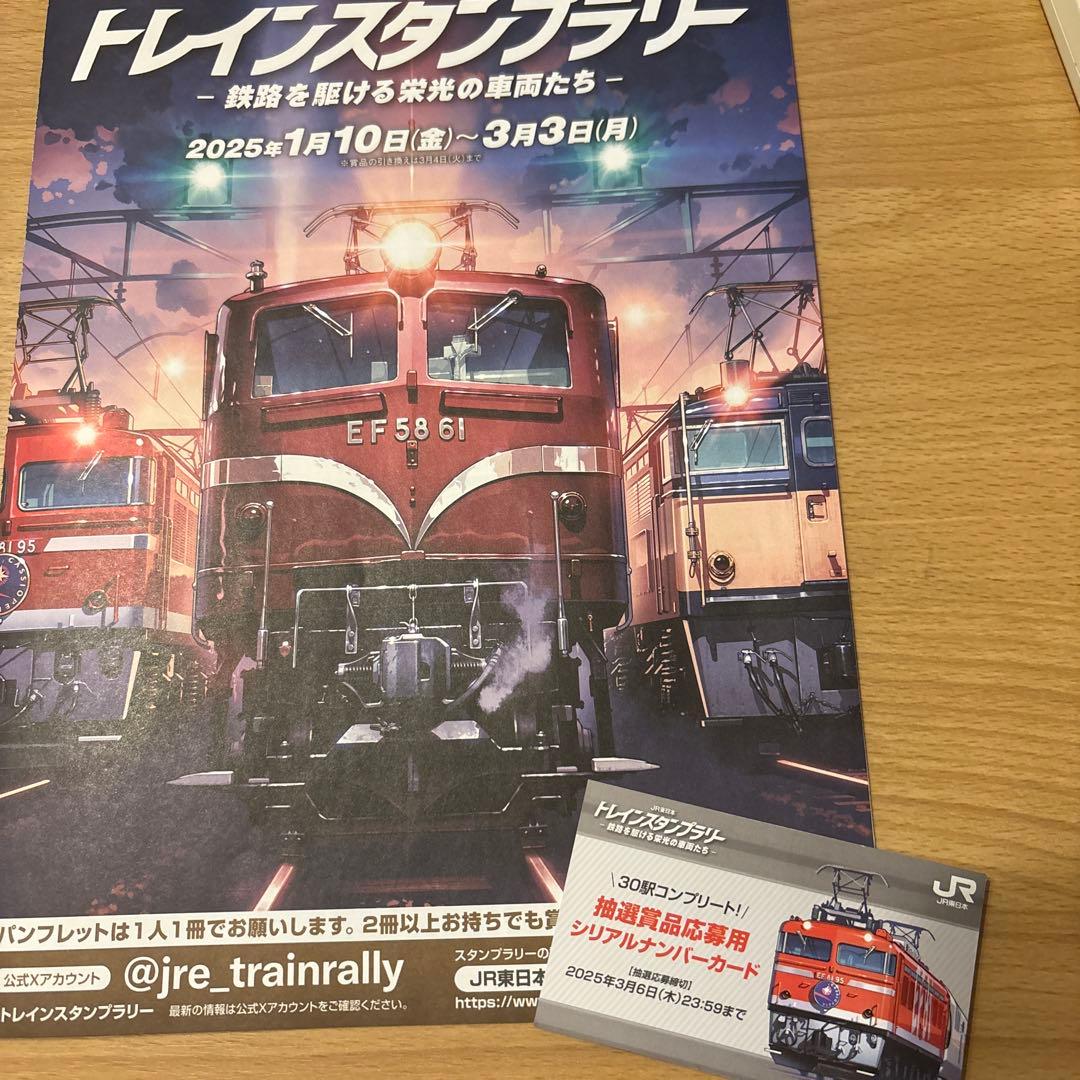 トレインスタンプラリー
- 鉄路を駆ける栄光の車両たち -
2025年1月10日(金)～3月3日(月)
※賞品の引き換えは3月4日(火)まで
EF58 61
81 95
CASSIOPE
パンフレットは1人1冊でお願いします。2冊以上お持ちでも賞
公式Xアカウント @jre_trainrally
トレインスタンプラリー 最新の情報は公式Xアカウントをご確認ください。
スタンプラリーの
JR東日本
https://ww
JR東日本
トレインスタンプラリー
- 鉄路を駆ける栄光の車両たち -
JR
JR東日本
\30駅コンプリート!/
抽選賞品応募用
シリアルナンバーカード
[抽選応募締切]
2025年3月6日(木)23:59まで
EF81 95